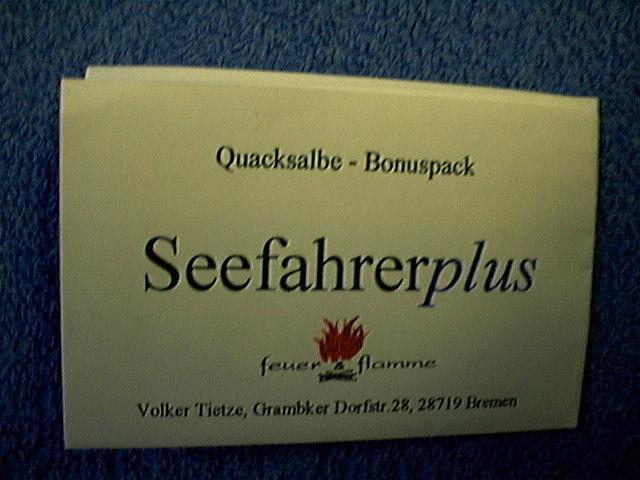 Quacksalbe - Bonuspack
Seefahrerplus
feuer & flamme
Volker Tietze, Grambker Dorfstr.28, 28719 Bremen